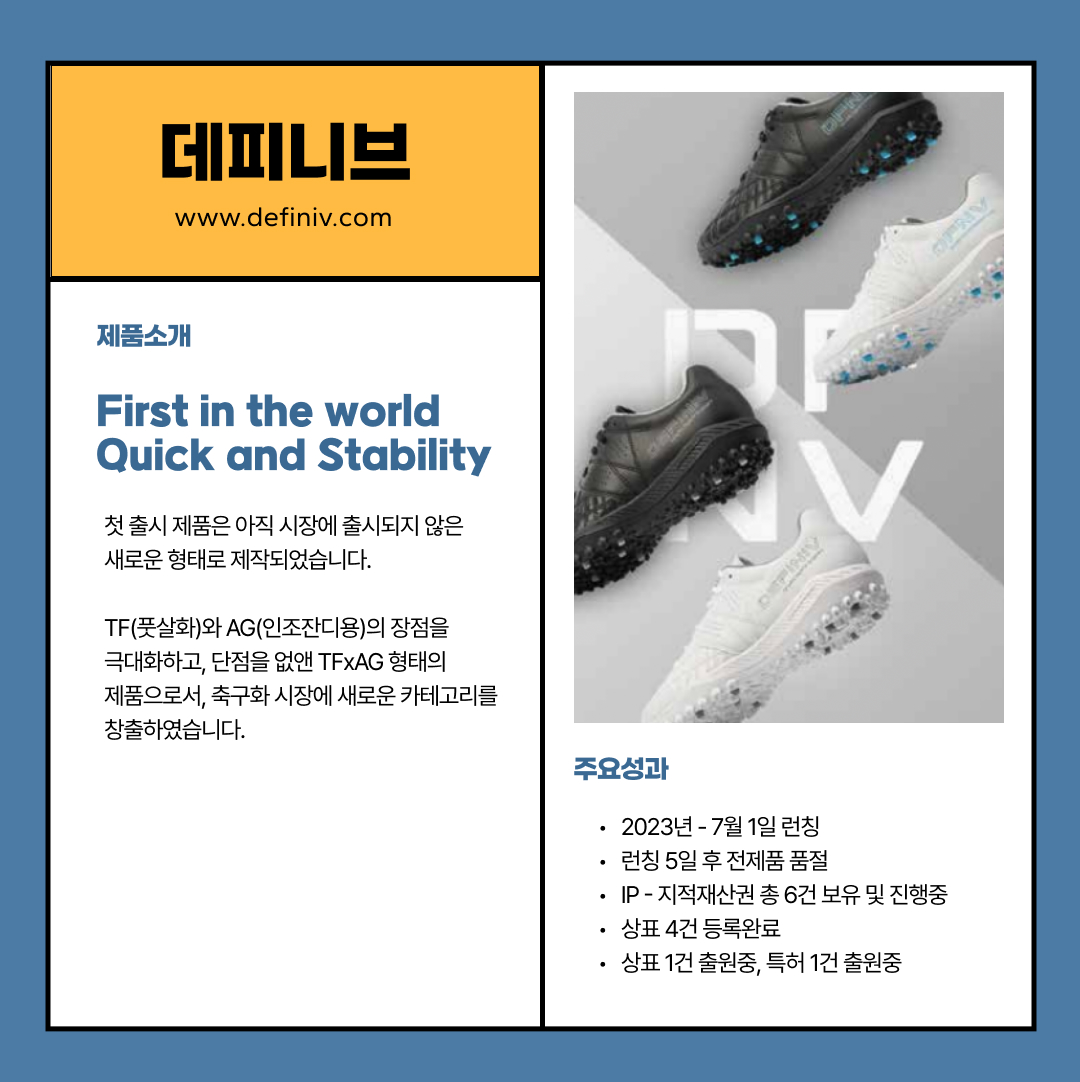 데피니브
www.definiv.com
제품소개
First in the world
Quick and Stability
첫 출시 제품은 아직 시장에 출시되지 않은
새로운 형태로 제작되었습니다.
TF(풋살화)와 AG(인조잔디용)의 장점을
극대화하고, 단점을 없앤 TFxAG 형태의
제품으로서, 축구화 시장에 새로운 카테고리를
창출하였습니다.
DEFINIV
주요성과
• 2023년 - 7월 1일 런칭
• 런칭 5일 후 전제품 품절
• IP - 지적재산권 총 6건 보유 및 진행중
• 상표 4건 등록완료
• 상표 1건 출원중, 특허 1건 출원중